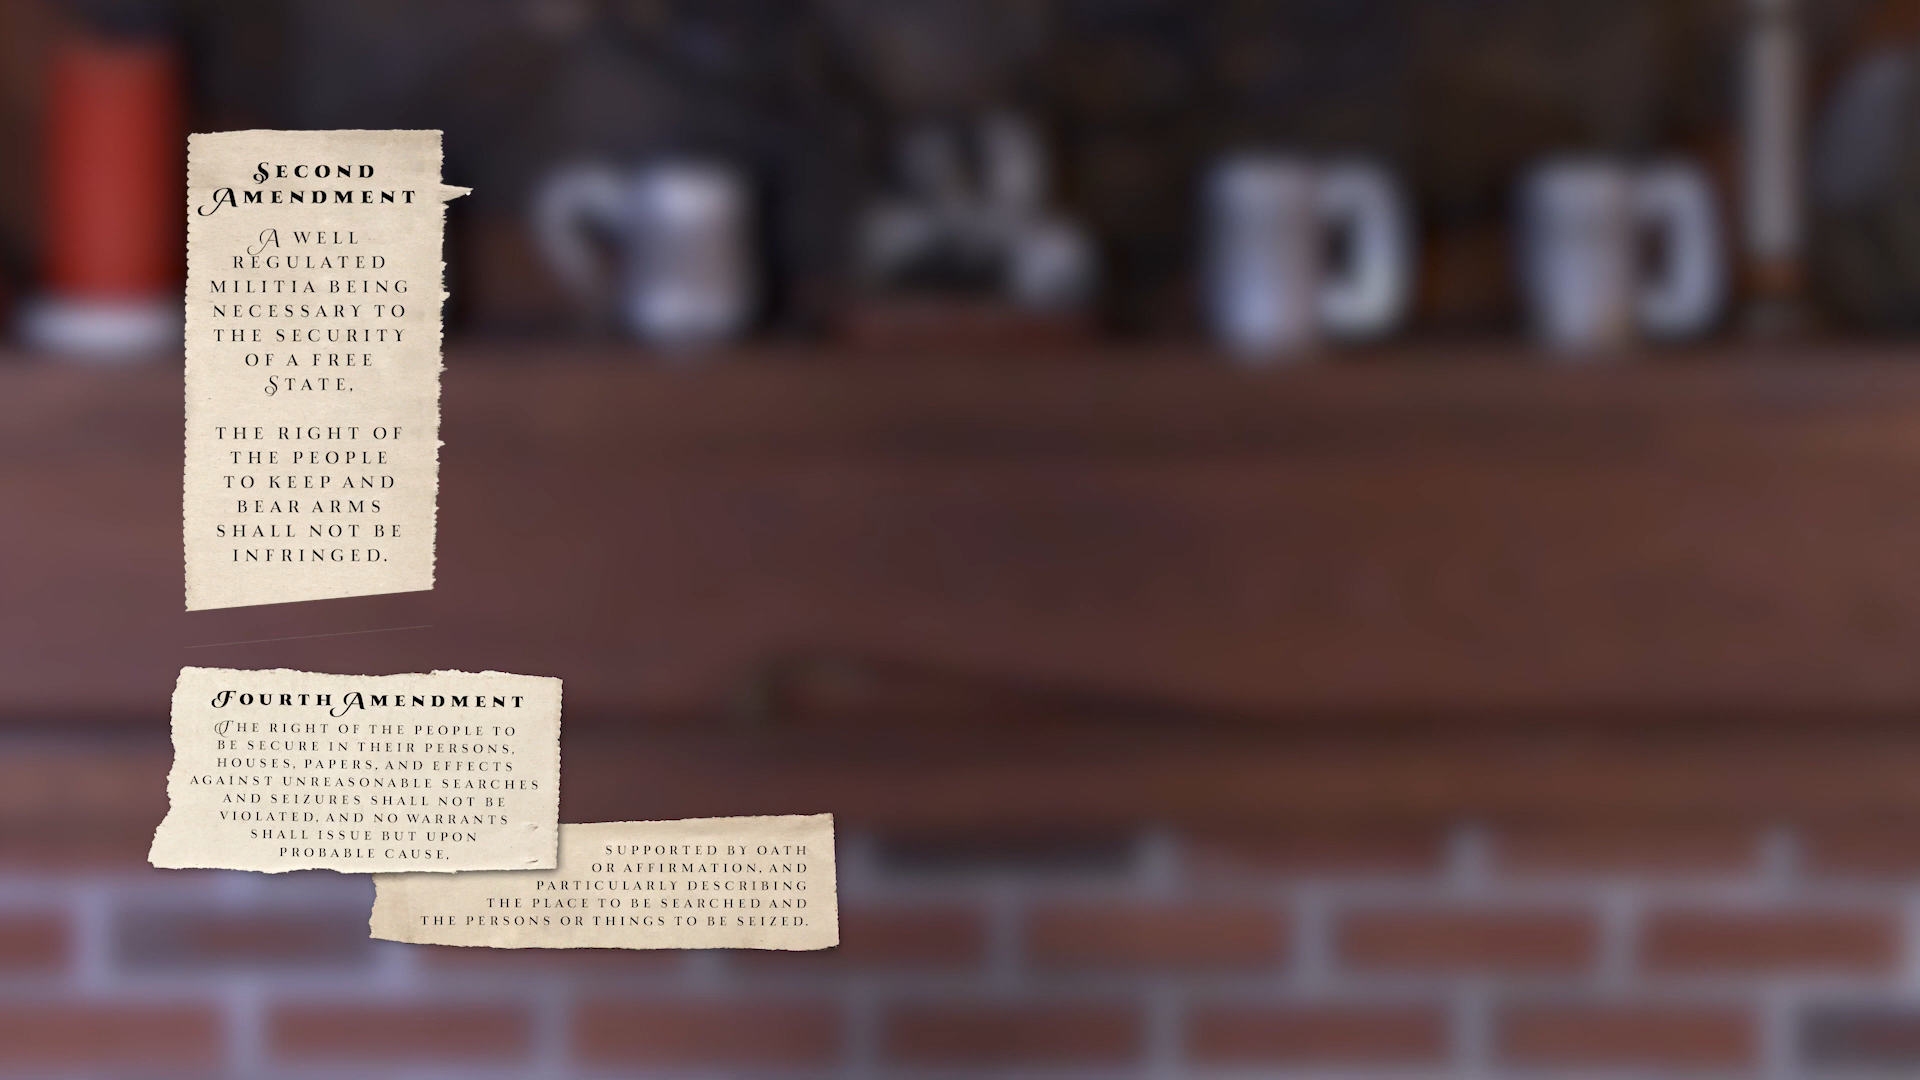 Second
Amendment
A well
regulated
militia being
necessary to
the security
of a free
State,
the right of
the people
to keep and
bear arms
shall not be
infringed.
Fourth Amendment
The right of the people to
be secure in their persons,
houses, papers, and effects
against unreasonable searches
and seizures shall not be
violated, and no warrants
shall issue but upon
probable cause,
supported by oath
or affirmation, and
particularly describing
the place to be searched and
the persons or things to be seized.